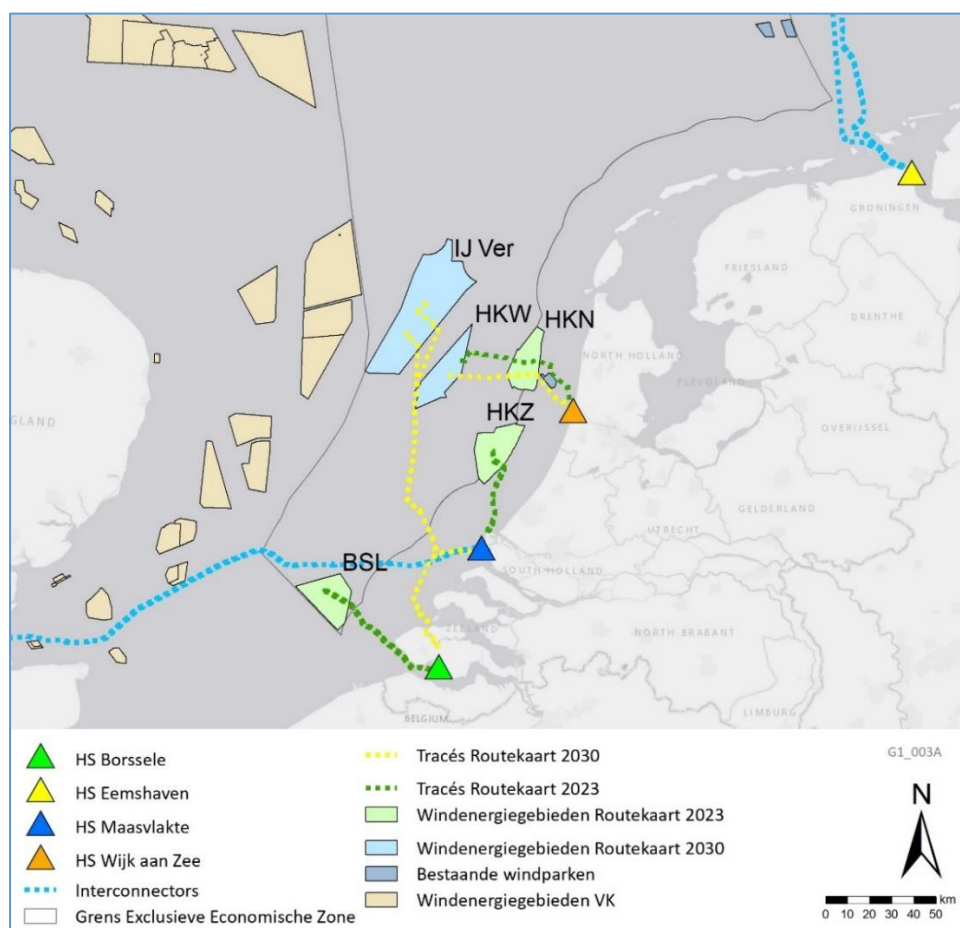 GRONINGEN
FRIESLAND
DRENTHE
IJ Ver
HKW
HKN
NORTH HOLLAND
FLEVOLAND
HKZ
OVERIJSSEL
GLAND
GELDERLAND
UTRECHT
SOUTH HOLLAND
BSL
ZEELAND
NORTH BRABANT
LIMBURG
BELGIUM
HS Borssele
HS Eemshaven
HS Maasvlakte
HS Wijk aan Zee
Interconnectors
Grens Exclusieve Economische Zone
Tracés Routekaart 2030
Tracés Routekaart 2023
Windenergiegebieden Routekaart 2023
Windenergiegebieden Routekaart 2030
Bestaande windparken
Windenergiegebieden VK
G1_003A
N
km
0 10 20 30 40 50